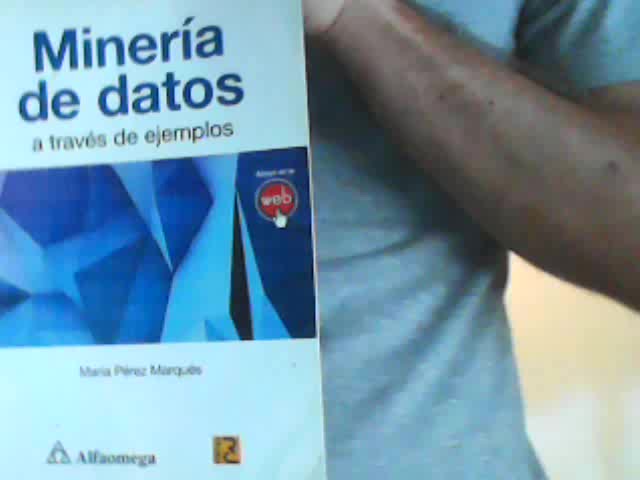 Minería
de datos
a través de ejemplos
web
María Pérez Marqués
Alfaomega